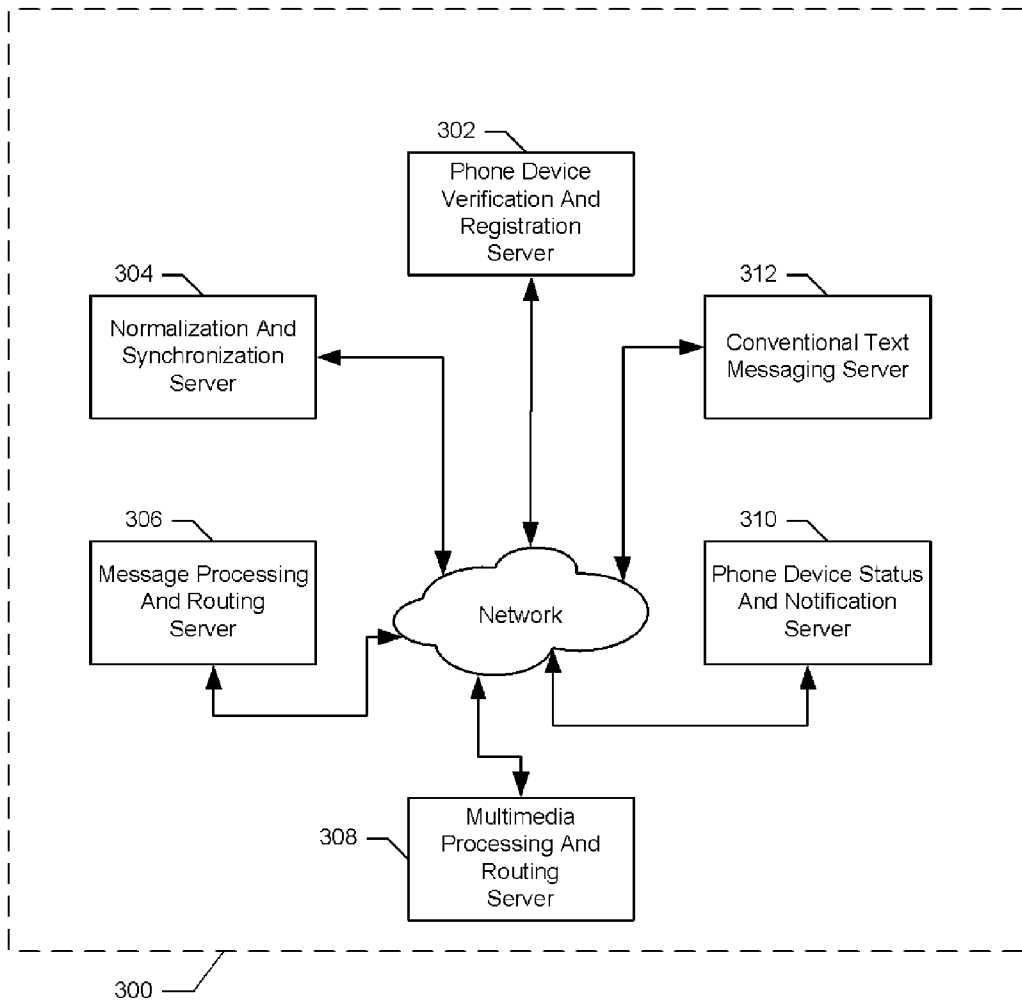 302
Phone Device
Verification And
Registration
Server
304
Normalization And
Synchronization
Server
312
Conventional Text
Messaging Server
306
Message Processing
And Routing
Server
310
Phone Device Status
And Notification
Server
Network
308
Multimedia
Processing And
Routing
Server
300